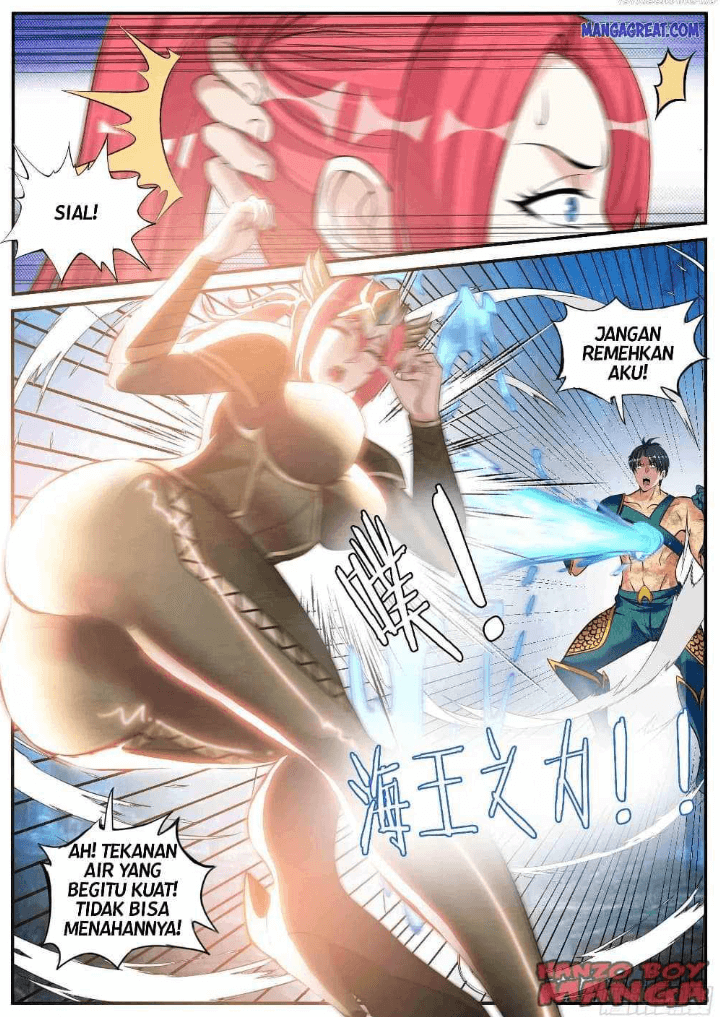 MANGAGREAT.COM
SIAL!
JANGAN
REMEHKAN
AKU!
噗!
海王之力!!
AH! TEKANAN
AIR YANG
BEGITU KUAT!
TIDAK BISA
MENAHANNYA!
HANZO BOY
MANGA